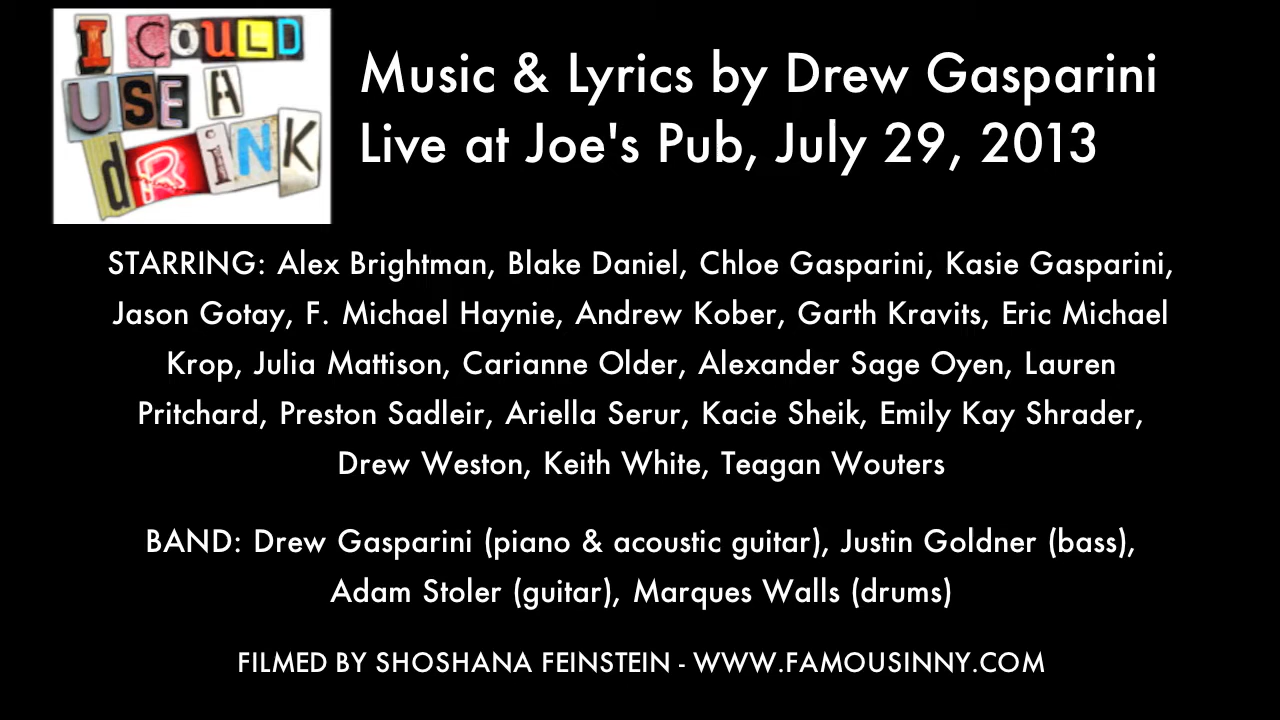 I COULD
USE A
dRiNK
Music & Lyrics by Drew Gasparini
Live at Joe's Pub, July 29, 2013
STARRING: Alex Brightman, Blake Daniel, Chloe Gasparini, Kasie Gasparini,
Jason Gotay, F. Michael Haynie, Andrew Kober, Garth Kravits, Eric Michael
Krop, Julia Mattison, Carianne Older, Alexander Sage Oyen, Lauren
Pritchard, Preston Sadleir, Ariella Serur, Kacie Sheik, Emily Kay Shrader,
Drew Weston, Keith White, Teagan Wouters
BAND: Drew Gasparini (piano & acoustic guitar), Justin Goldner (bass),
Adam Stoler (guitar), Marques Walls (drums)
FILMED BY SHOSHANA FEINSTEIN - WWW.FAMOUSINNY.COM